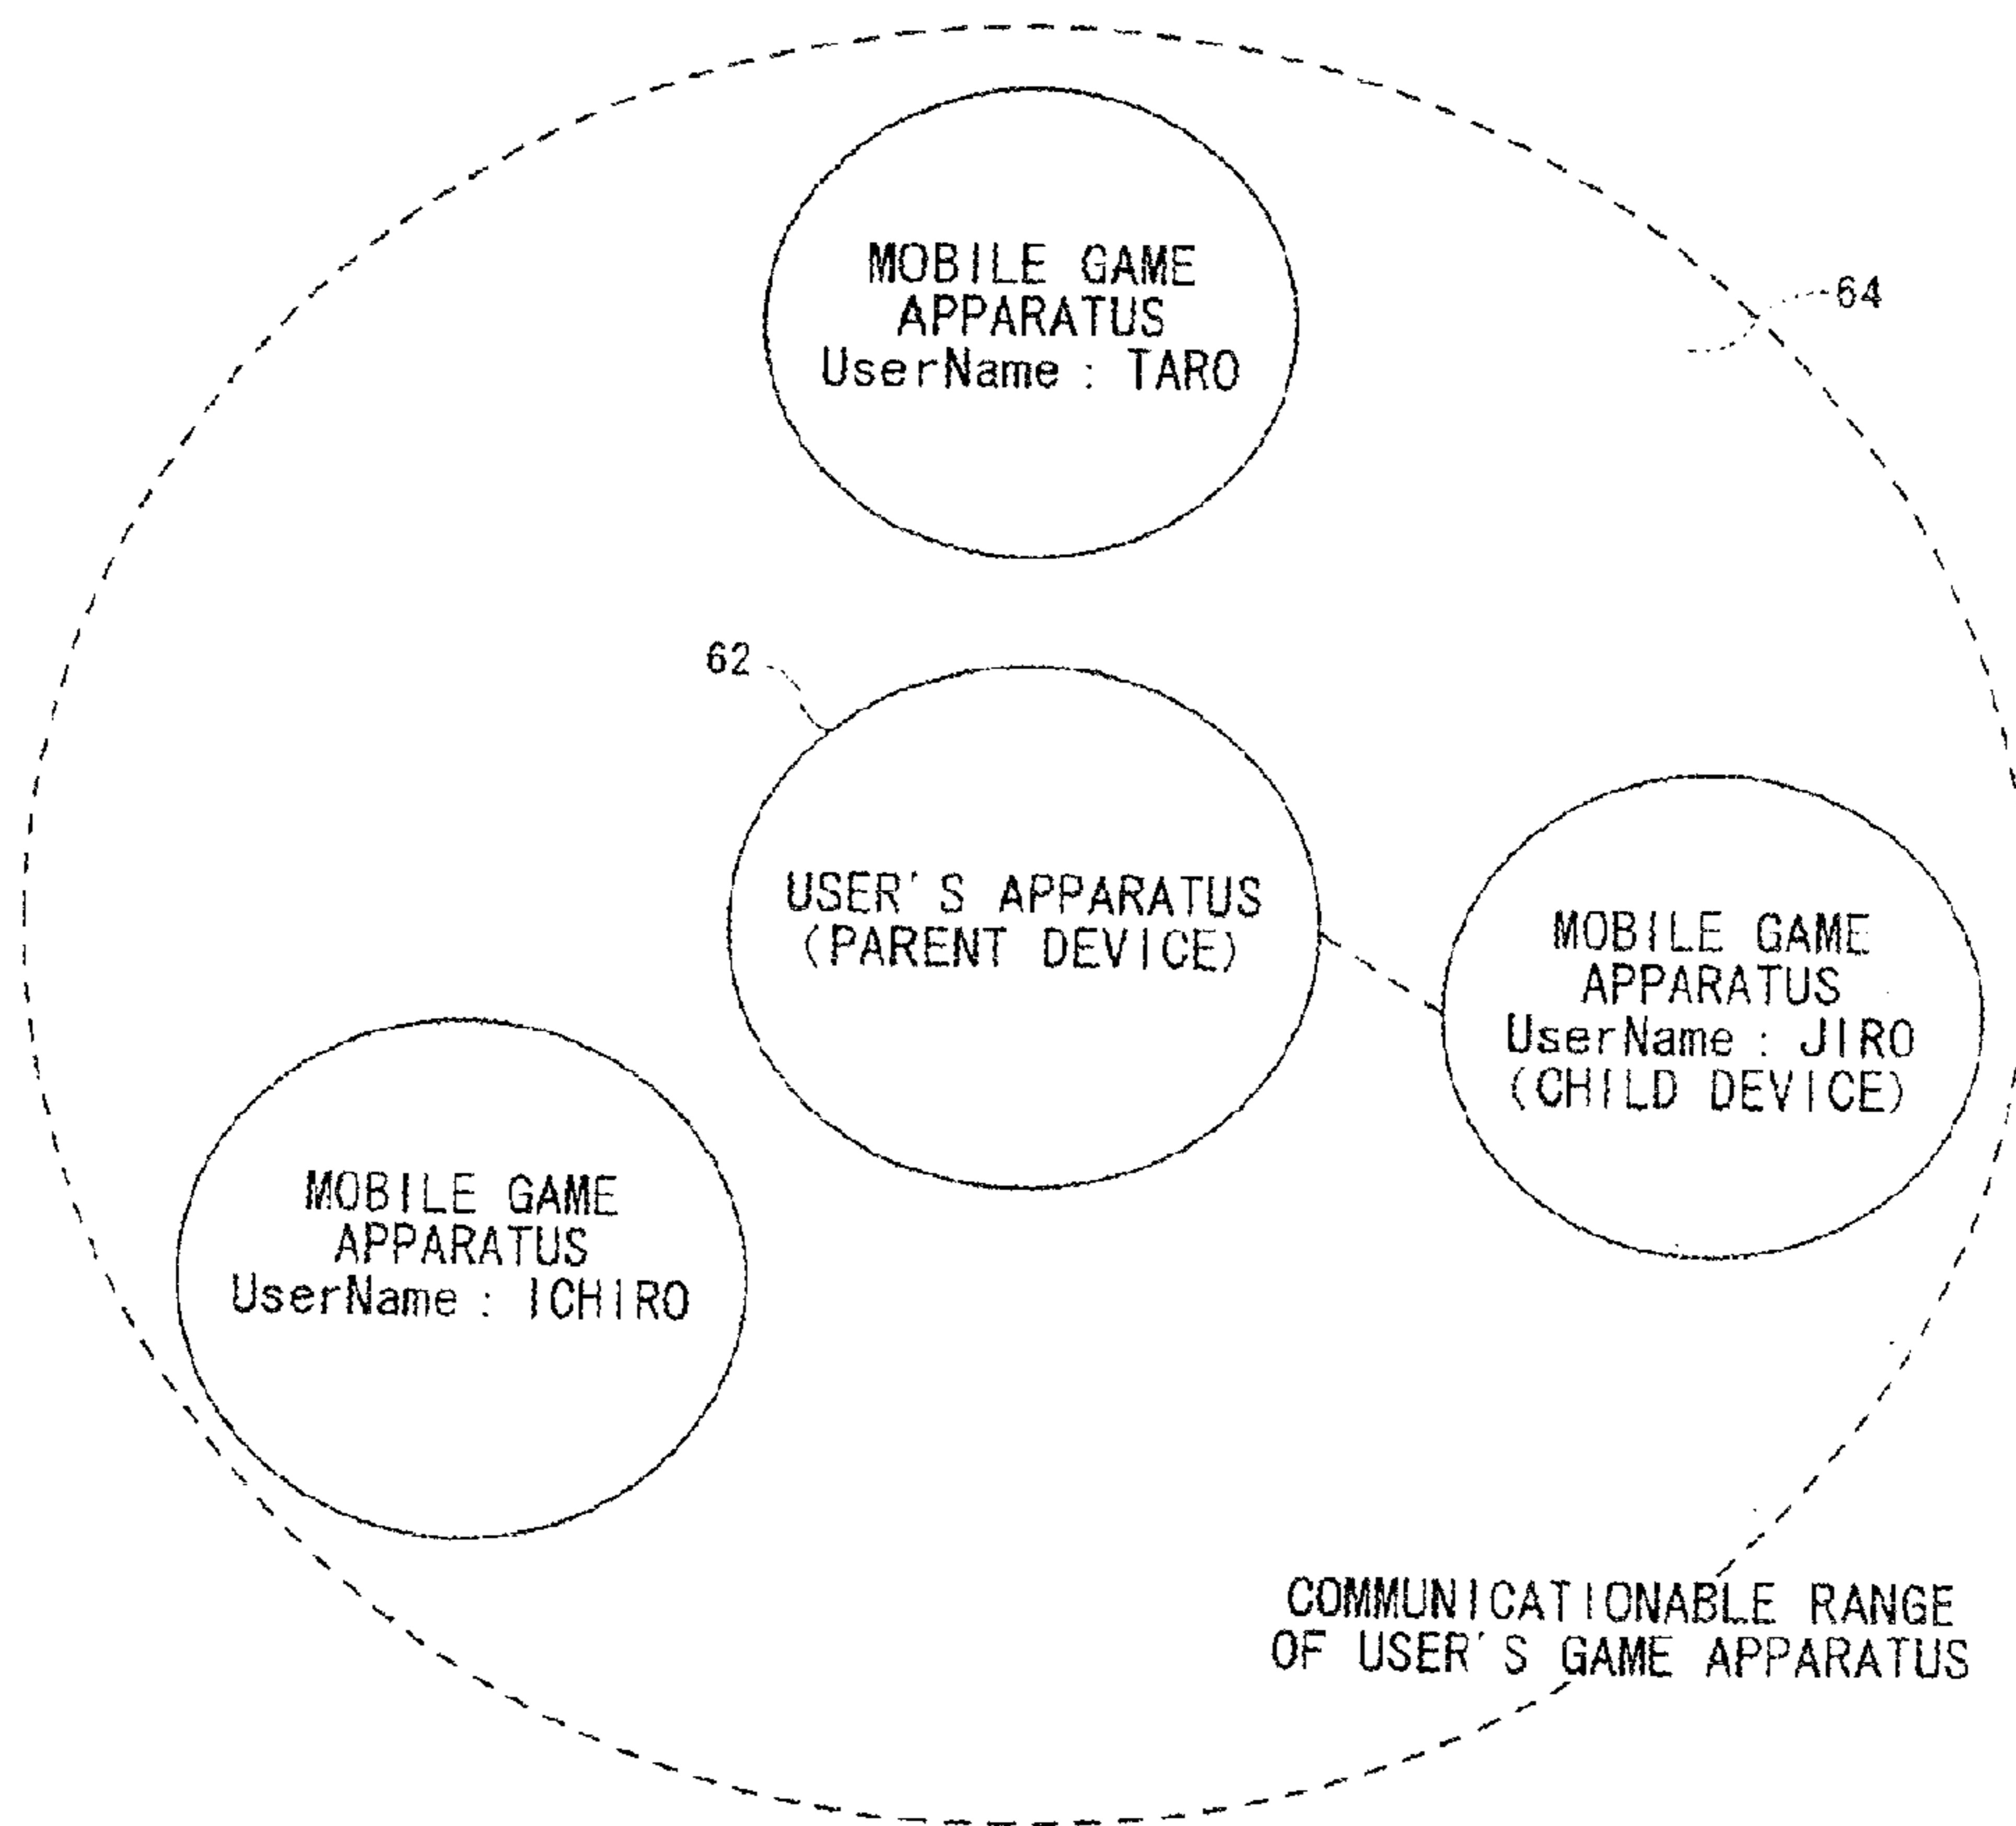 MOBILE GAME
APPARATUS
UserName : TARO
64
62
USER'S APPARATUS
(PARENT DEVICE)
MOBILE GAME
APPARATUS
UserName : JIRO
(CHILD DEVICE)
MOBILE GAME
APPARATUS
UserName : ICHIRO
COMMUNICATIONABLE RANGE
OF USER'S GAME APPARATUS